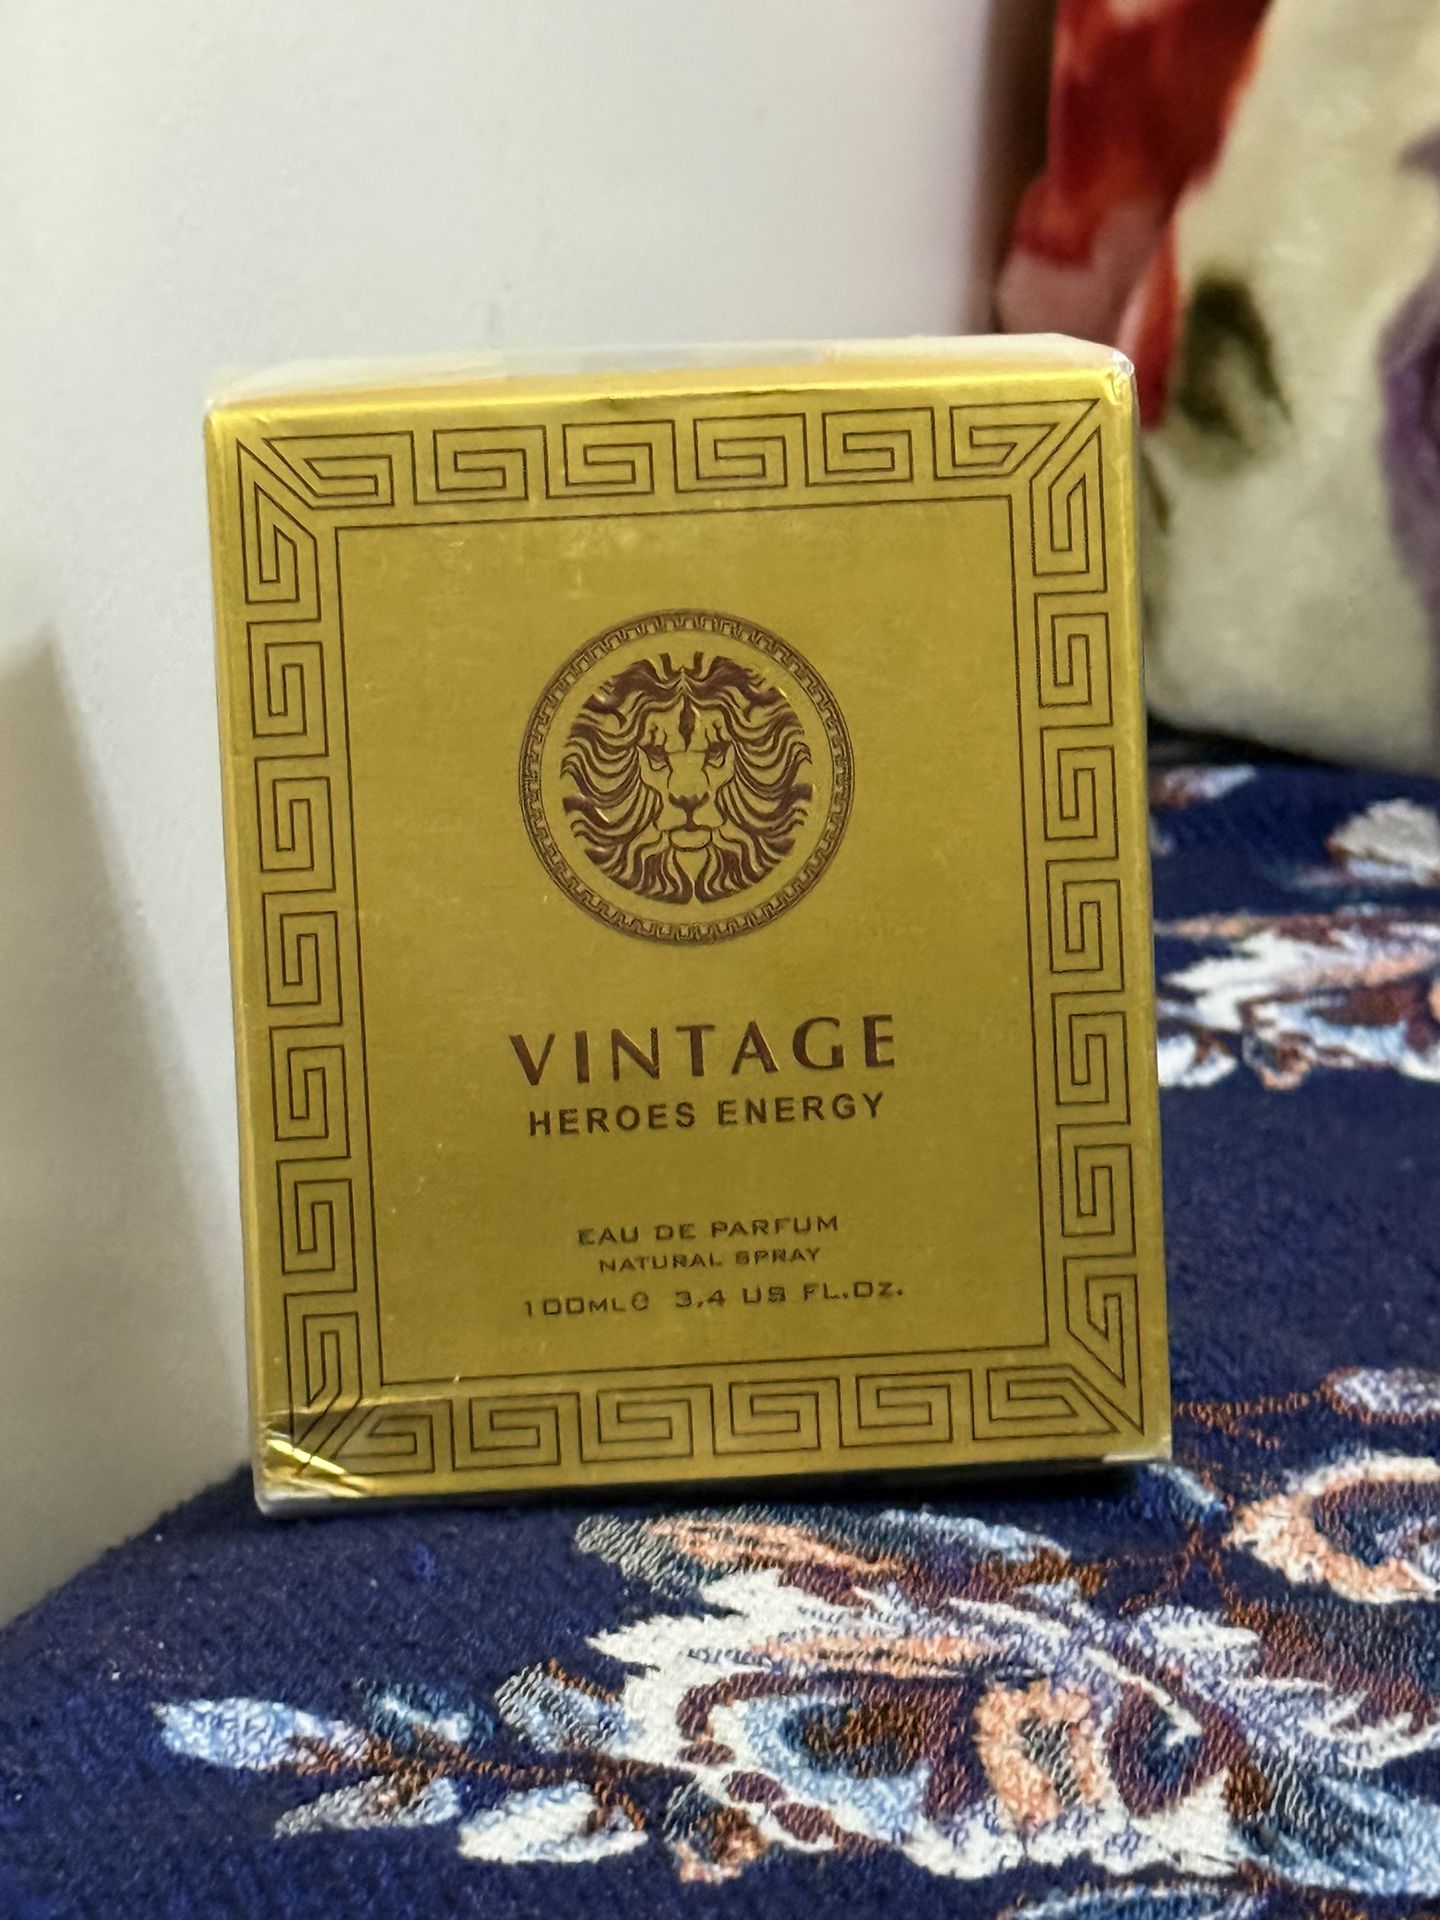 VINTAGE
HEROES ENERGY
EAU DE PARFUM
NATURAL SPRAY
100ML℮ 3.4 US FL.Oz.